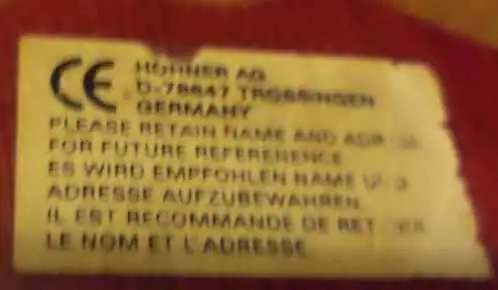 CE HOHNER AG
D-78647 TROSSINGEN
GERMANY
PLEASE RETAIN NAME AND
FOR FUTURE REFERENCE
ES WIRD EMPFOHLEN NAME
ADRESSE AUFZUBEWAHREN
IL EST RECOMMANDE DE
LE NOM ET L'ADRESSE